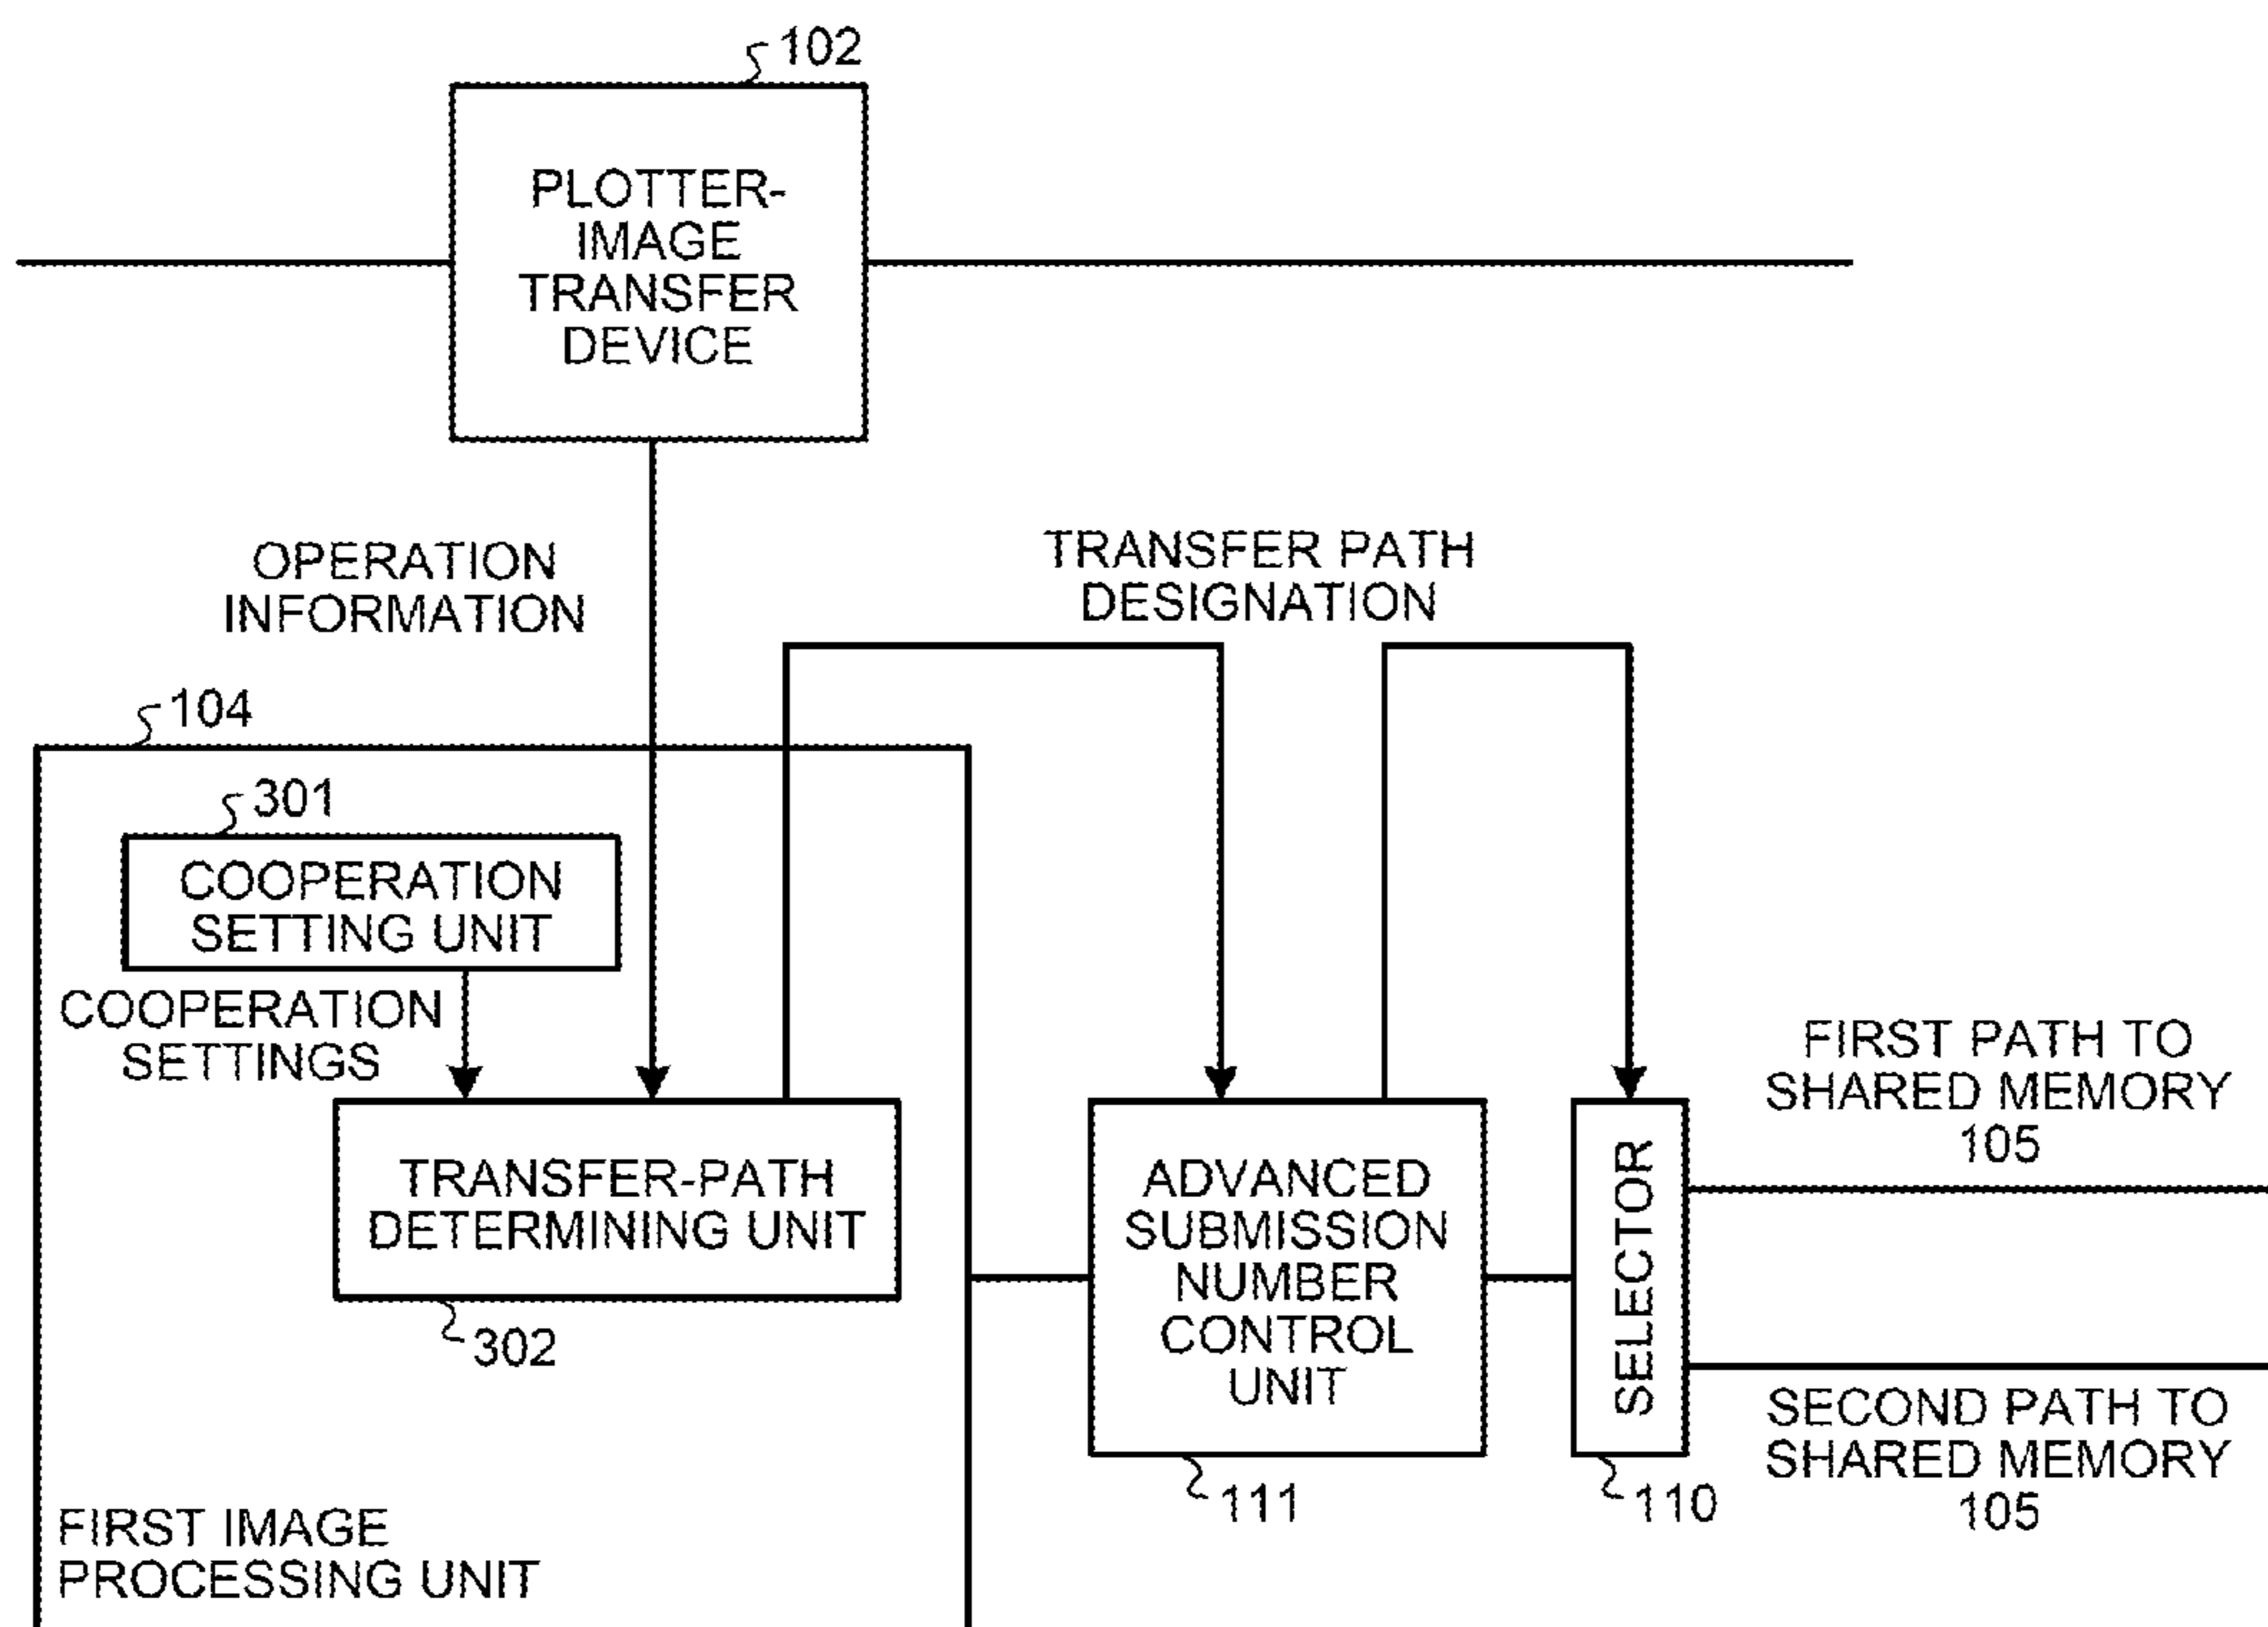 102
PLOTTER-
IMAGE
TRANSFER
DEVICE
OPERATION
INFORMATION
TRANSFER PATH
DESIGNATION
104
301
COOPERATION
SETTING UNIT
COOPERATION
SETTINGS
TRANSFER-PATH
DETERMINING UNIT
302
ADVANCED
SUBMISSION
NUMBER
CONTROL
UNIT
111
SELECTOR
110
FIRST PATH TO
SHARED MEMORY
105
SECOND PATH TO
SHARED MEMORY
105
FIRST IMAGE
PROCESSING UNIT